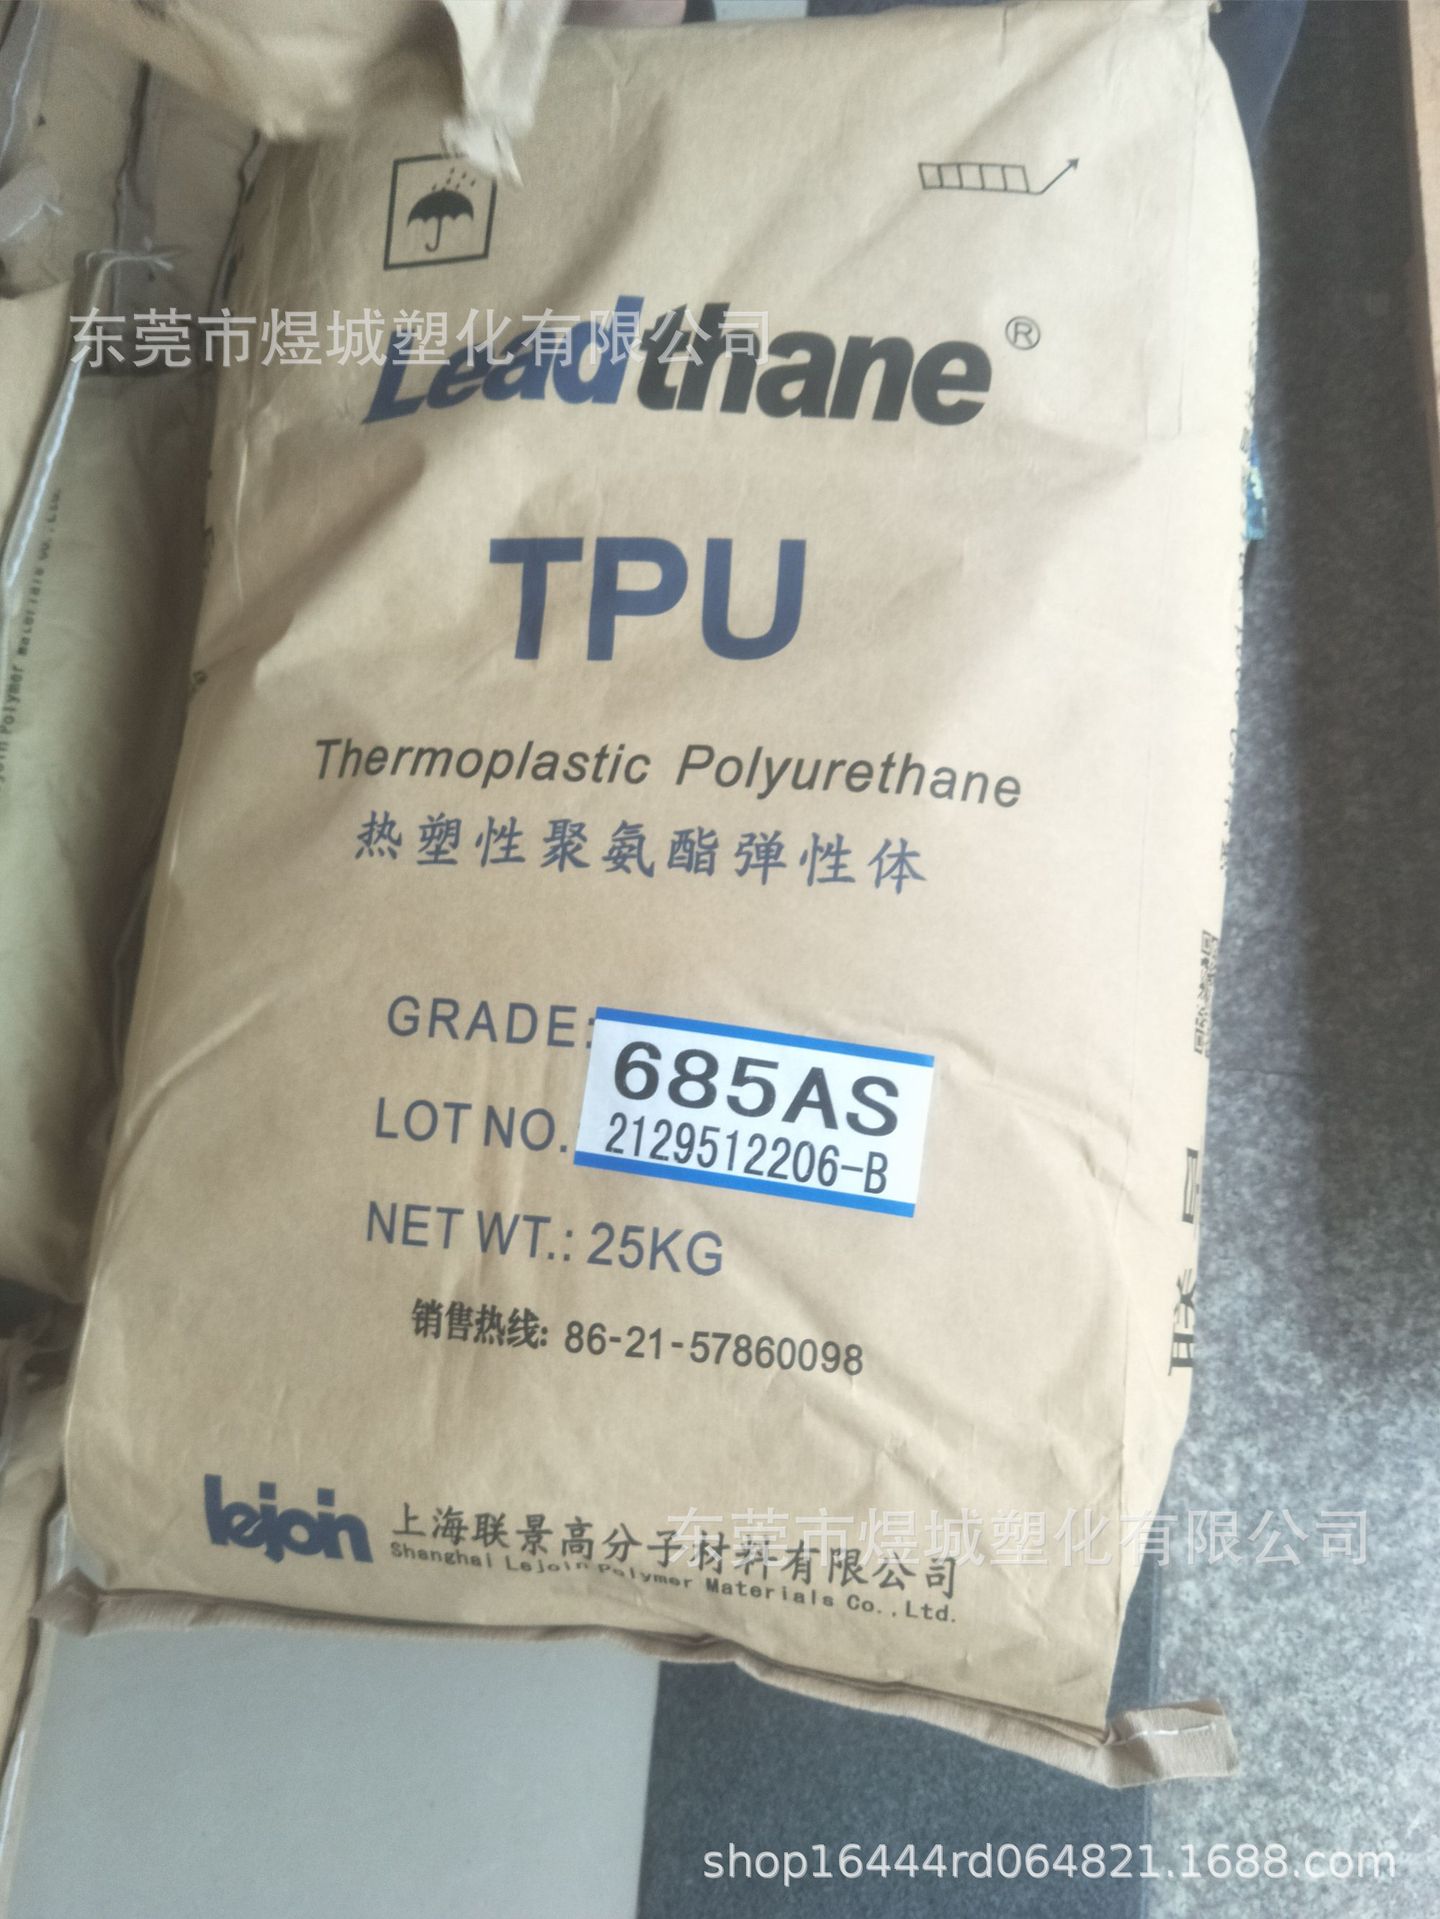 东莞市煜城塑化有限公司
Leadthane®
TPU
Thermoplastic Polyurethane
热塑性聚氨酯弹性体
GRADE: 685AS
LOT NO. 2129512206-B
NET WT.: 25KG
销售热线: 86-21-57860098
lejoin 上海联景高分子材料有限公司
Shanghai Lejoin Polymer Materials Co.,Ltd.
东莞市煜城塑化有限公司
shop16444rd064821.1688.com
联景